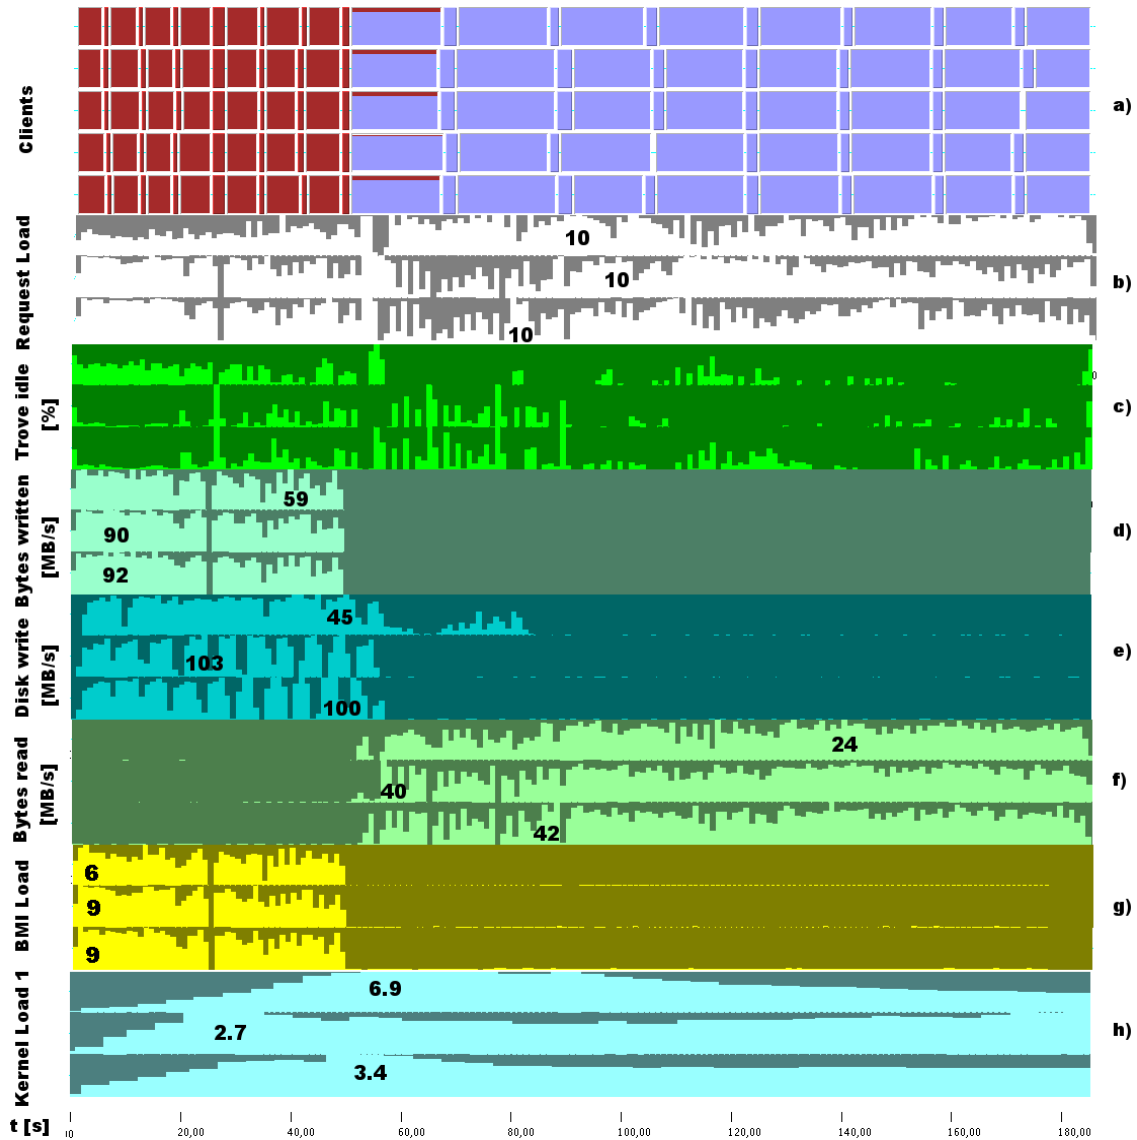 Clients
a)
Request Load
10
10
10
b)
Trove idle
[%]
0
c)
Bytes written
[MB/s]
59
90
92
d)
Disk write
[MB/s]
45
103
100
e)
Bytes read
[MB/s]
24
40
42
f)
BMI Load
6
9
9
g)
Kernel Load 1
6.9
2.7
3.4
h)
t [s]
20,00
40,00
60,00
80,00
100,00
120,00
140,00
160,00
180,00